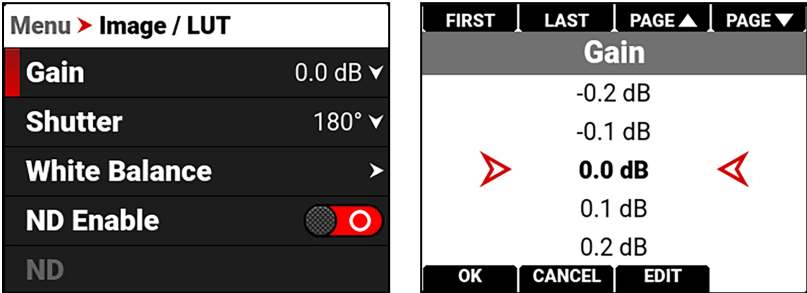 Menu > Image / LUT
Gain 0.0 dB
Shutter 180°
White Balance
ND Enable
ND
FIRST LAST PAGE▲ PAGE▼
Gain
-0.2 dB
-0.1 dB
0.0 dB
0.1 dB
0.2 dB
OK CANCEL EDIT